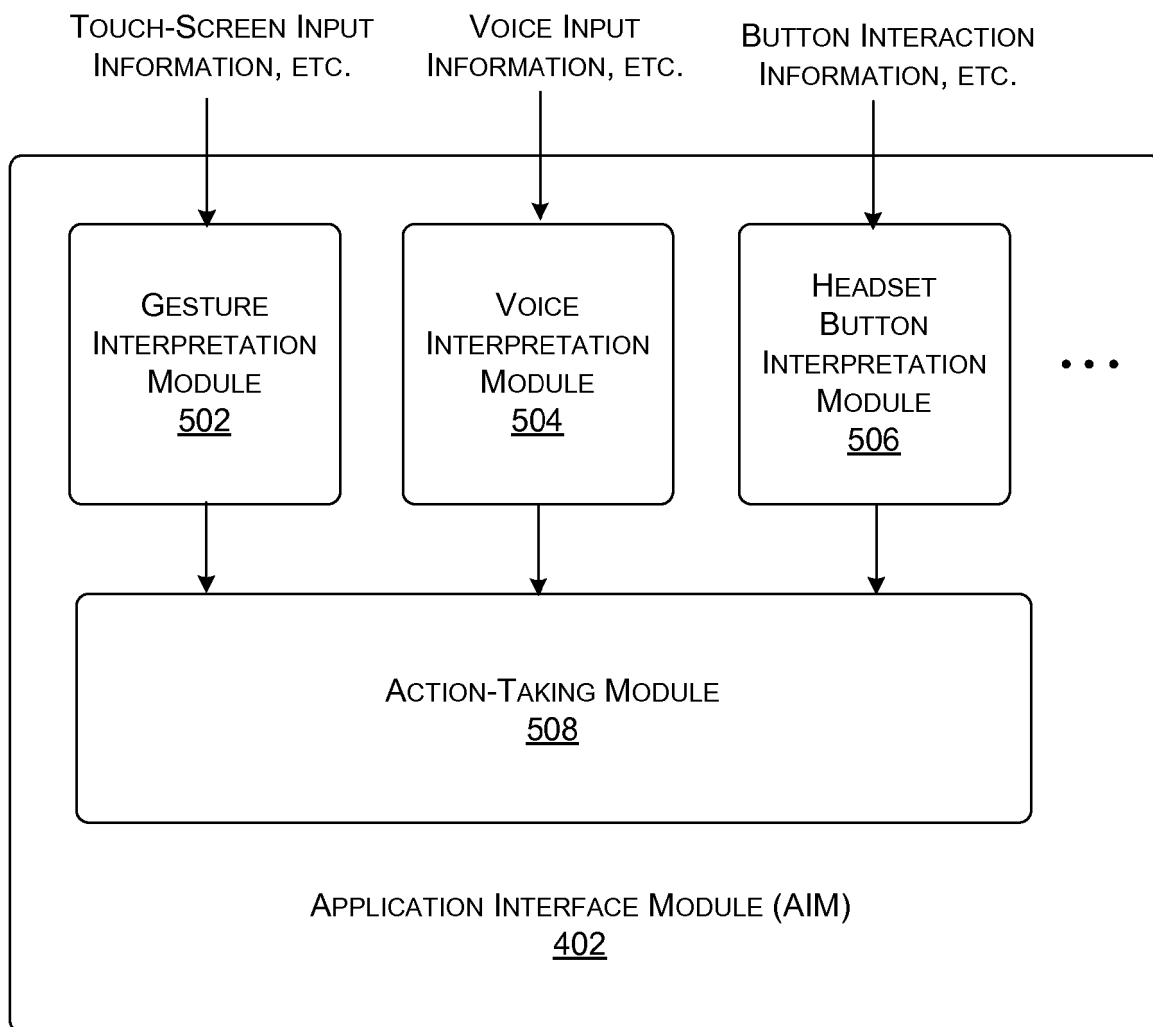 TOUCH-SCREEN INPUT
INFORMATION, ETC.
VOICE INPUT
INFORMATION, ETC.
BUTTON INTERACTION
INFORMATION, ETC.
GESTURE
INTERPRETATION
MODULE
502
VOICE
INTERPRETATION
MODULE
504
HEADSET
BUTTON
INTERPRETATION
MODULE
506
• • •
ACTION-TAKING MODULE
508
APPLICATION INTERFACE MODULE (AIM)
402